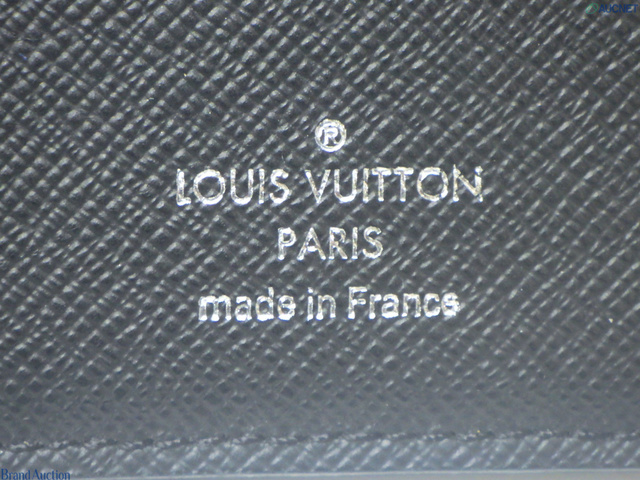 ®
LOUIS VUITTON
PARIS
made in France
Brand Auction